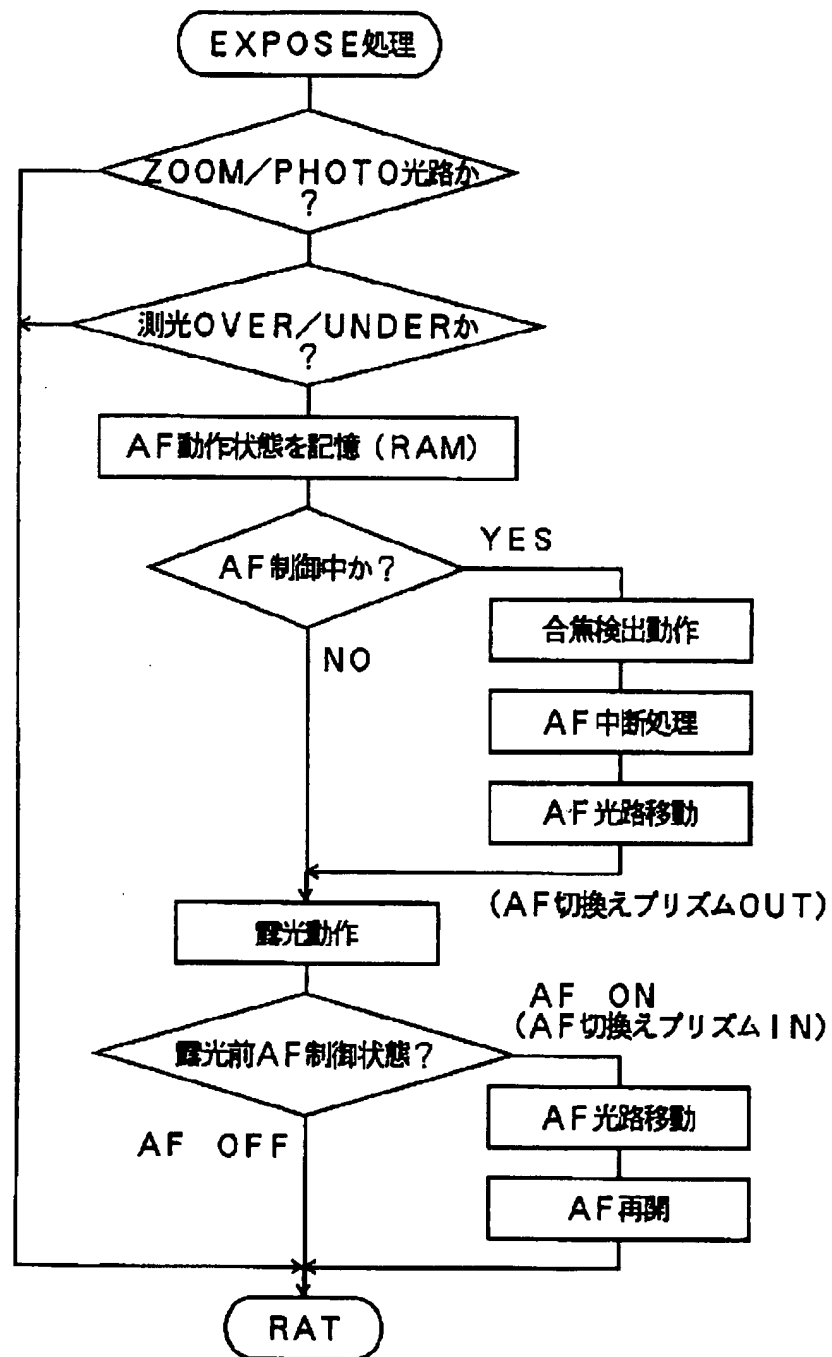 EXPOSE処理
ZOOM/PHOTO光路か
?
測光OVER/UNDERか
?
AF動作状態を記憶(RAM)
AF制御中か?
YES
合焦検出動作
NO
AF中断処理
AF光路移動
(AF切換えプリズムOUT)
露光動作
AF ON
(AF切換えプリズムIN)
露光前AF制御状態?
AF光路移動
AF OFF
AF再開
RAT